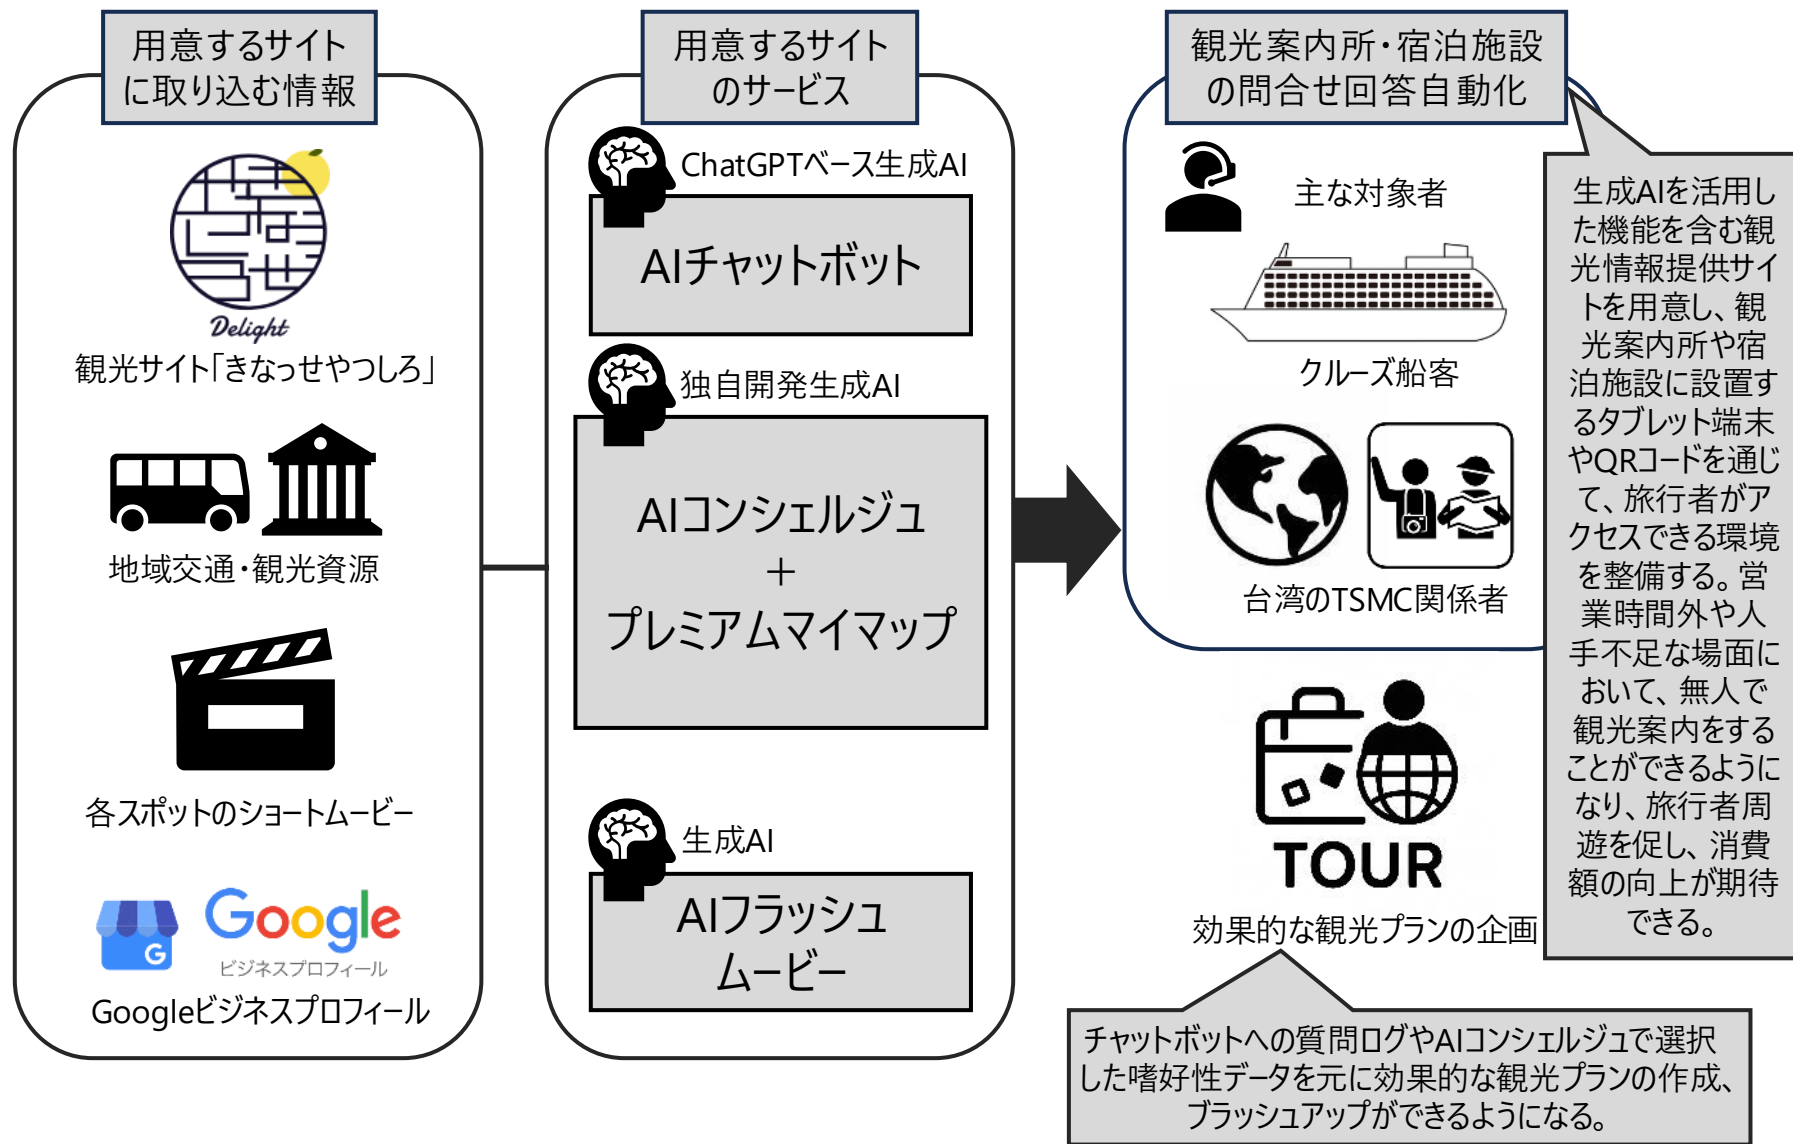 用意するサイト
に取り込む情報
Delight
観光サイト「きなっせやつしろ」
地域交通・観光資源
各スポットのショートムービー
G
Google
ビジネスプロフィール
Googleビジネスプロフィール
用意するサイト
のサービス
ChatGPTベース生成AI
AIチャットボット
独自開発生成AI
AIコンシェルジュ
＋
プレミアムマイマップ
生成AI
AIフラッシュ
ムービー
観光案内所・宿泊施設
の問合せ回答自動化
主な対象者
クルーズ船客
台湾のTSMC関係者
TOUR
効果的な観光プランの企画
生成AIを活用し
た機能を含む観
光情報提供サイ
トを用意し、観
光案内所や宿
泊施設に設置す
るタブレット端末
やQRコードを通じ
て、旅行者がア
クセスできる環境
を整備する。営
業時間外や人
手不足な場面に
おいて、無人で
観光案内をする
ことができるように
なり、旅行者周
遊を促し、消費
額の向上が期待
できる。
チャットボットへの質問ログやAIコンシェルジュで選択
した嗜好性データを元に効果的な観光プランの作成、
ブラッシュアップができるようになる。